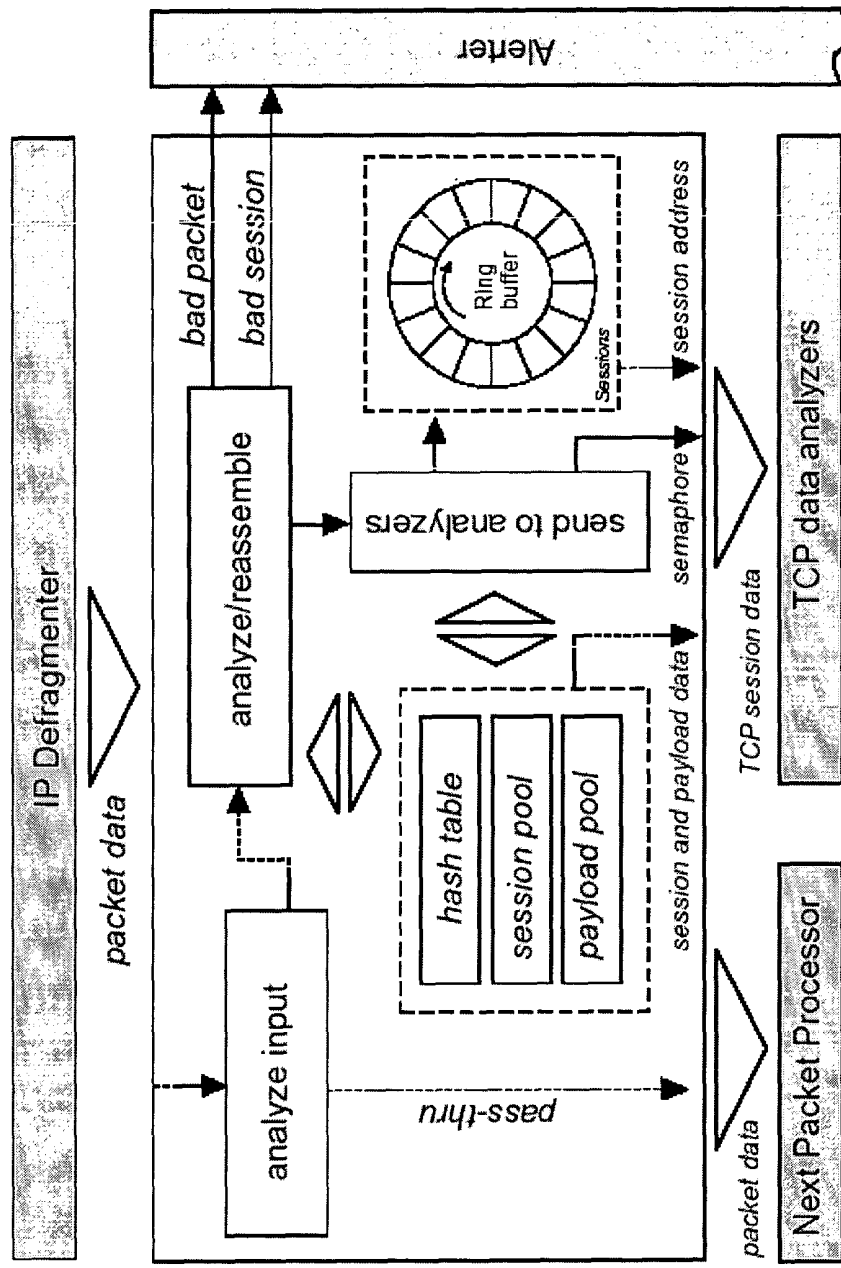 IP Defragmenter
packet data
analyze input
analyze/reassemble
bad packet
bad session
Alerter
hash table
session pool
payload pool
send to analyzers
Ring
buffer
Sessions
pass-thru
session and payload data
semaphore
session address
packet data
TCP session data
Next Packet Processor
TCP data analyzers